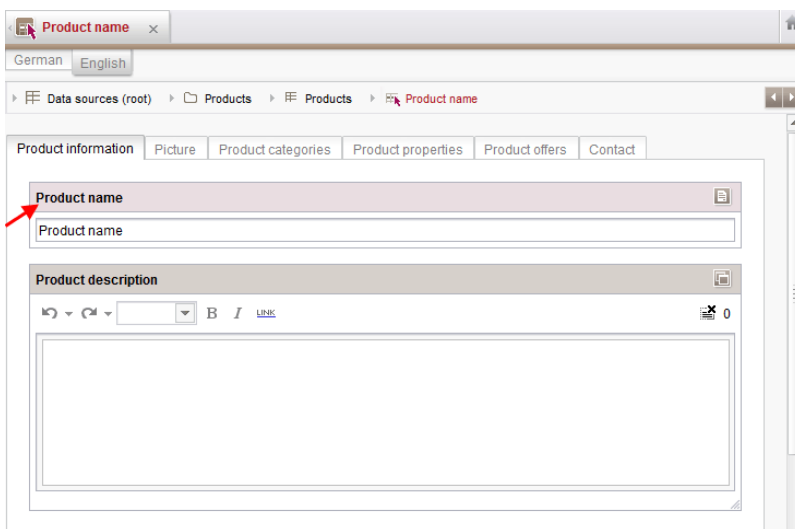 Product name
German English
Data sources (root) Products Products Product name
Product information Picture Product categories Product properties Product offers Contact
Product name
Product name
Product description
B I LINK 0